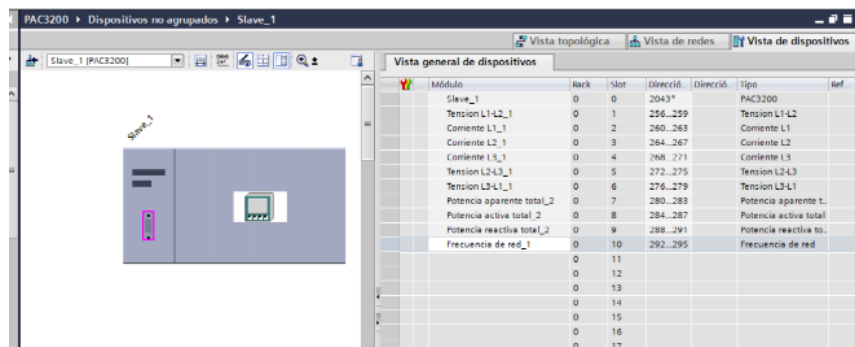 PAC3200 ▸ Dispositivos no agrupados ▸ Slave_1
Vista topológica Vista de redes Vista de dispositivos
Slave_1 [PAC3200] Vista general de dispositivos
... Módulo Rack Slot Direcció... Direcció... Tipo Ref...
Slave_1 0 0 2043* PAC3200
Tension L1-L2_1 0 1 256...259 Tension L1-L2
Corriente L1_1 0 2 260...263 Corriente L1
Corriente L2_1 0 3 264...267 Corriente L2
Corriente L3_1 0 4 268...271 Corriente L3
Tension L2-L3_1 0 5 272...275 Tension L2-L3
Tension L3-L1_1 0 6 276...279 Tension L3-L1
Potencia aparente total_2 0 7 280...283 Potencia aparente t...
Potencia activa total_2 0 8 284...287 Potencia activa total
Potencia reactiva total_2 0 9 288...291 Potencia reactiva to...
Frecuencia de red_1 0 10 292...295 Frecuencia de red
0 11
0 12
0 13
0 14
0 15
0 16
0 17
Slave_1